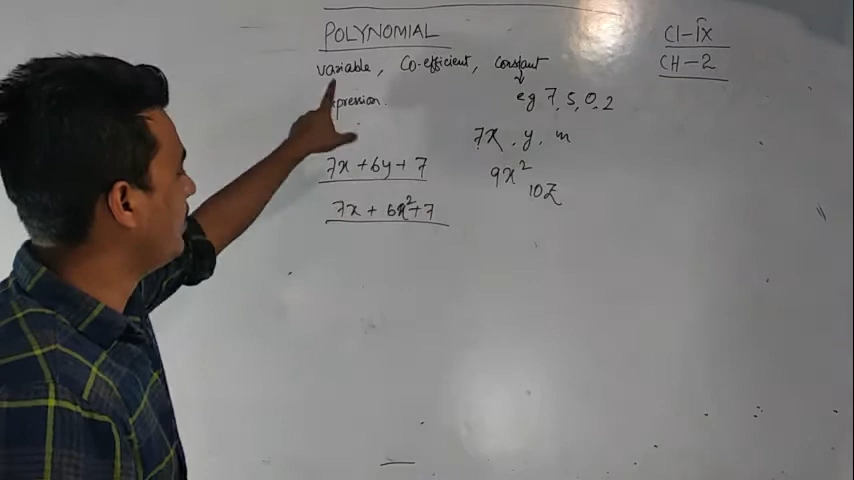 POLYNOMIAL
variable, Co-efficient, Constant
pression.
eg 7, 5, 0, 2
7x, y, m
7x + 6y + 7
9x²
10Z
7x + 6x² + 7
Cl-IX
CH-2